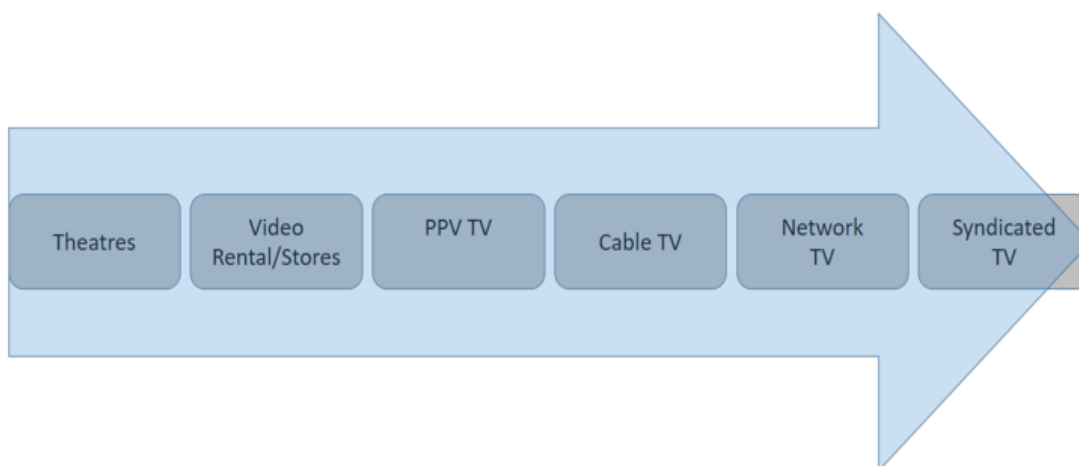 Theatres
Video
Rental/Stores
PPV TV
Cable TV
Network
TV
Syndicated
TV